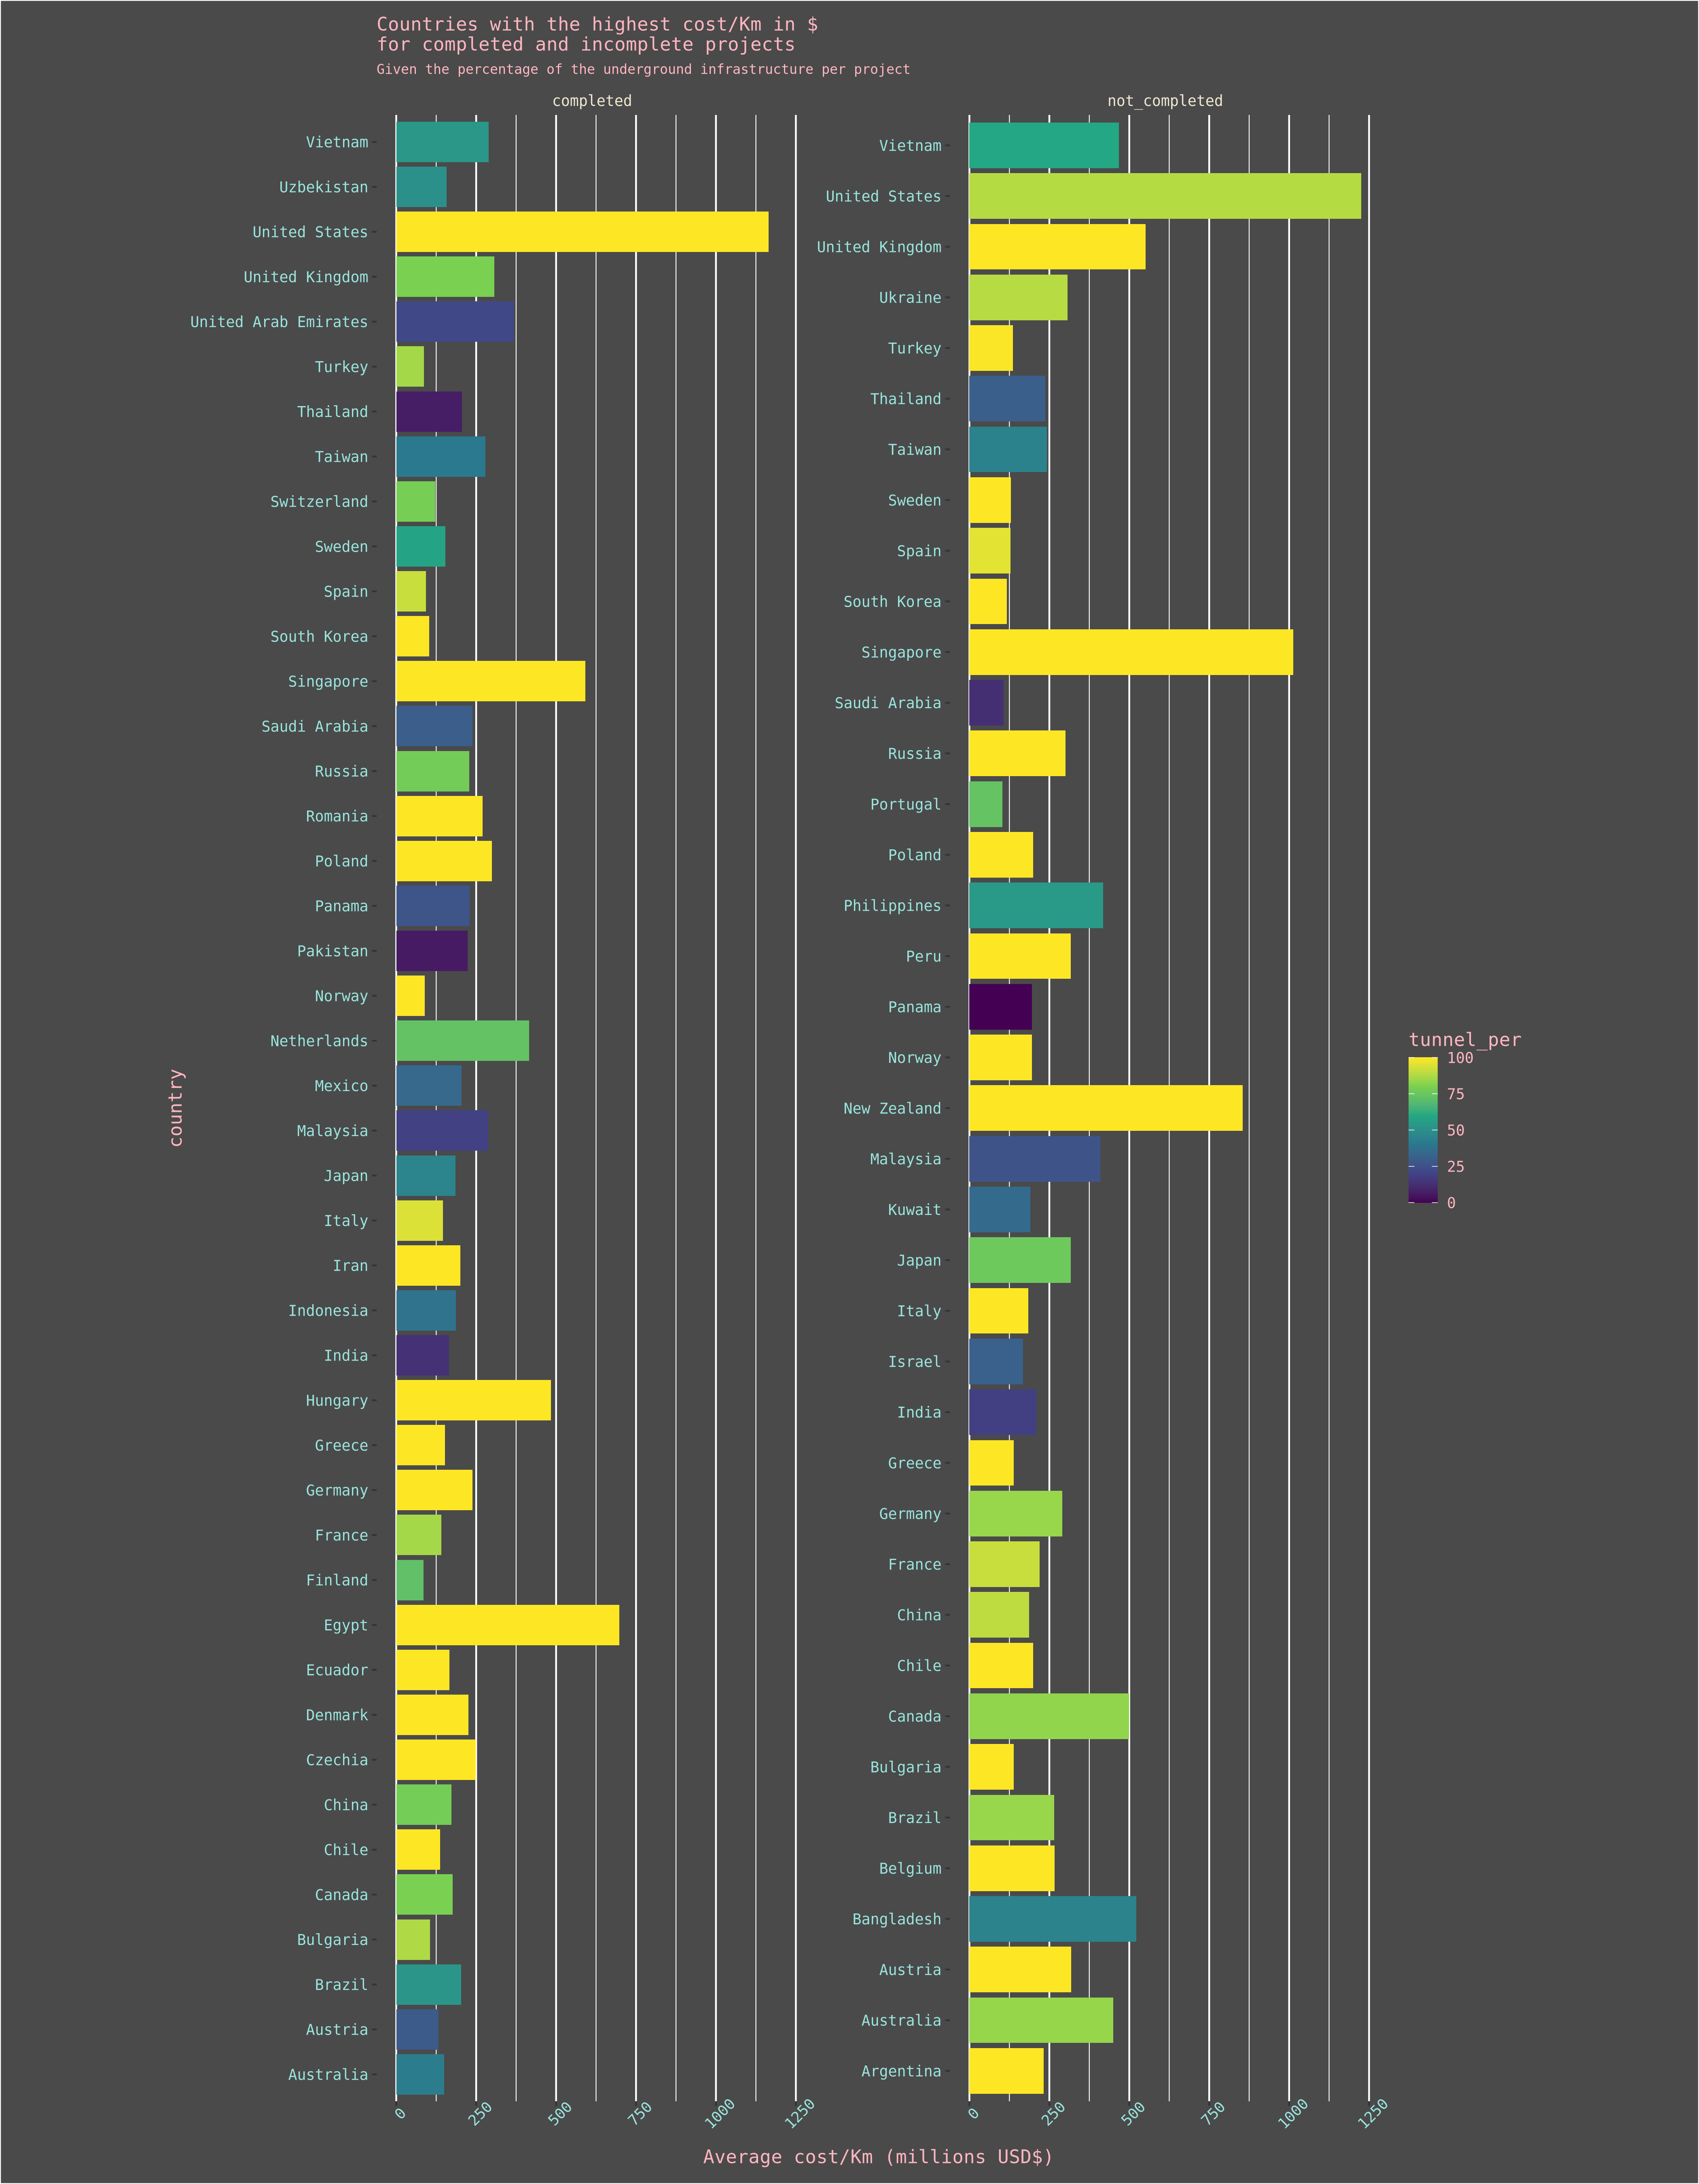 Countries with the highest cost/Km in $
for completed and incomplete projects
Given the percentage of the underground infrastructure per project
completed
Vietnam
Uzbekistan
United States
United Kingdom
United Arab Emirates
Turkey
Thailand
Taiwan
Switzerland
Sweden
Spain
South Korea
Singapore
Saudi Arabia
Russia
Romania
Poland
Panama
Pakistan
Norway
Netherlands
Mexico
Malaysia
Japan
Italy
Iran
Indonesia
India
Hungary
Greece
Germany
France
Finland
Egypt
Ecuador
Denmark
Czechia
China
Chile
Canada
Bulgaria
Brazil
Austria
Australia
0 250 500 750 1000 1250
not_completed
Vietnam
United States
United Kingdom
Ukraine
Turkey
Thailand
Taiwan
Sweden
Spain
South Korea
Singapore
Saudi Arabia
Russia
Portugal
Poland
Philippines
Peru
Panama
Norway
New Zealand
Malaysia
Kuwait
Japan
Italy
Israel
India
Greece
Germany
France
China
Chile
Canada
Bulgaria
Brazil
Belgium
Bangladesh
Austria
Australia
Argentina
0 250 500 750 1000 1250
country
Average cost/Km (millions USD$)
tunnel_per
100
75
50
25
0